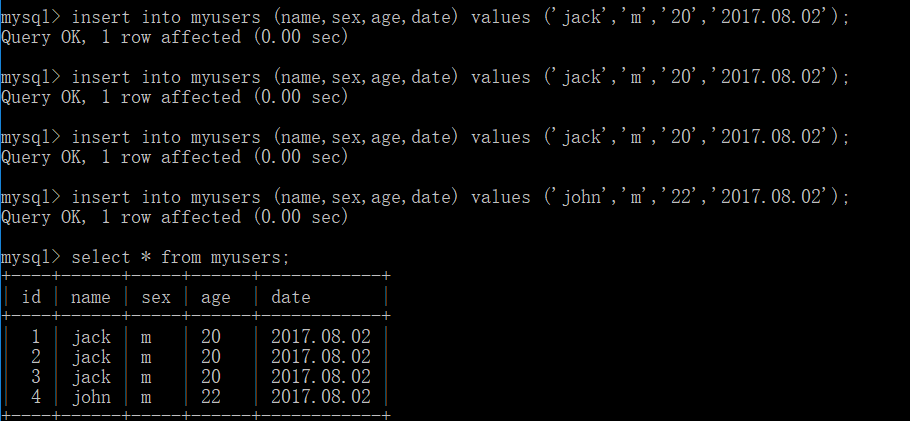 mysql> insert into myusers (name,sex,age,date) values ('jack','m','20','2017.08.02');
Query OK, 1 row affected (0.00 sec)
mysql> insert into myusers (name,sex,age,date) values ('jack','m','20','2017.08.02');
Query OK, 1 row affected (0.00 sec)
mysql> insert into myusers (name,sex,age,date) values ('jack','m','20','2017.08.02');
Query OK, 1 row affected (0.00 sec)
mysql> insert into myusers (name,sex,age,date) values ('john','m','22','2017.08.02');
Query OK, 1 row affected (0.00 sec)
mysql> select * from myusers;
+----+------+-----+------+------------+
| id | name | sex | age | date |
+----+------+-----+------+------------+
| 1 | jack | m | 20 | 2017.08.02 |
| 2 | jack | m | 20 | 2017.08.02 |
| 3 | jack | m | 20 | 2017.08.02 |
| 4 | john | m | 22 | 2017.08.02 |
+----+------+-----+------+------------+